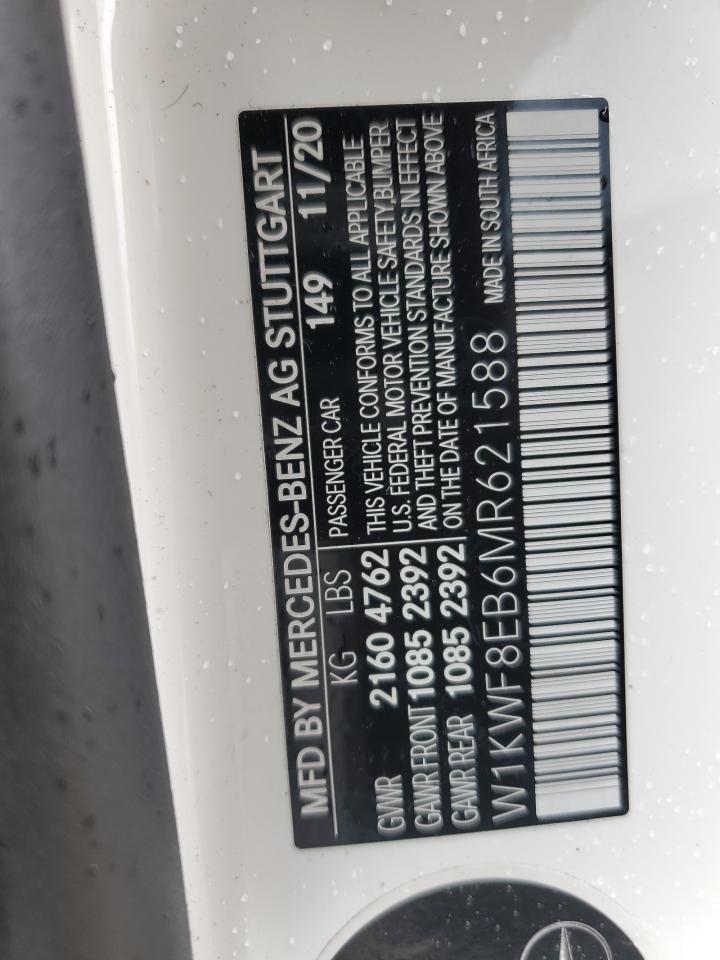 MFD BY MERCEDES-BENZ AG STUTTGART
KG LBS PASSENGER CAR 149 11/20
GVWR 2160 4762 THIS VEHICLE CONFORMS TO ALL APPLICABLE
GAWR FRONT 1085 2392 U.S. FEDERAL MOTOR VEHICLE SAFETY,BUMPER
GAWR REAR 1085 2392 AND THEFT PREVENTION STANDARDS IN EFFECT
ON THE DATE OF MANUFACTURE SHOWN ABOVE
W1KWF8EB6MR621588 MADE IN SOUTH AFRICA